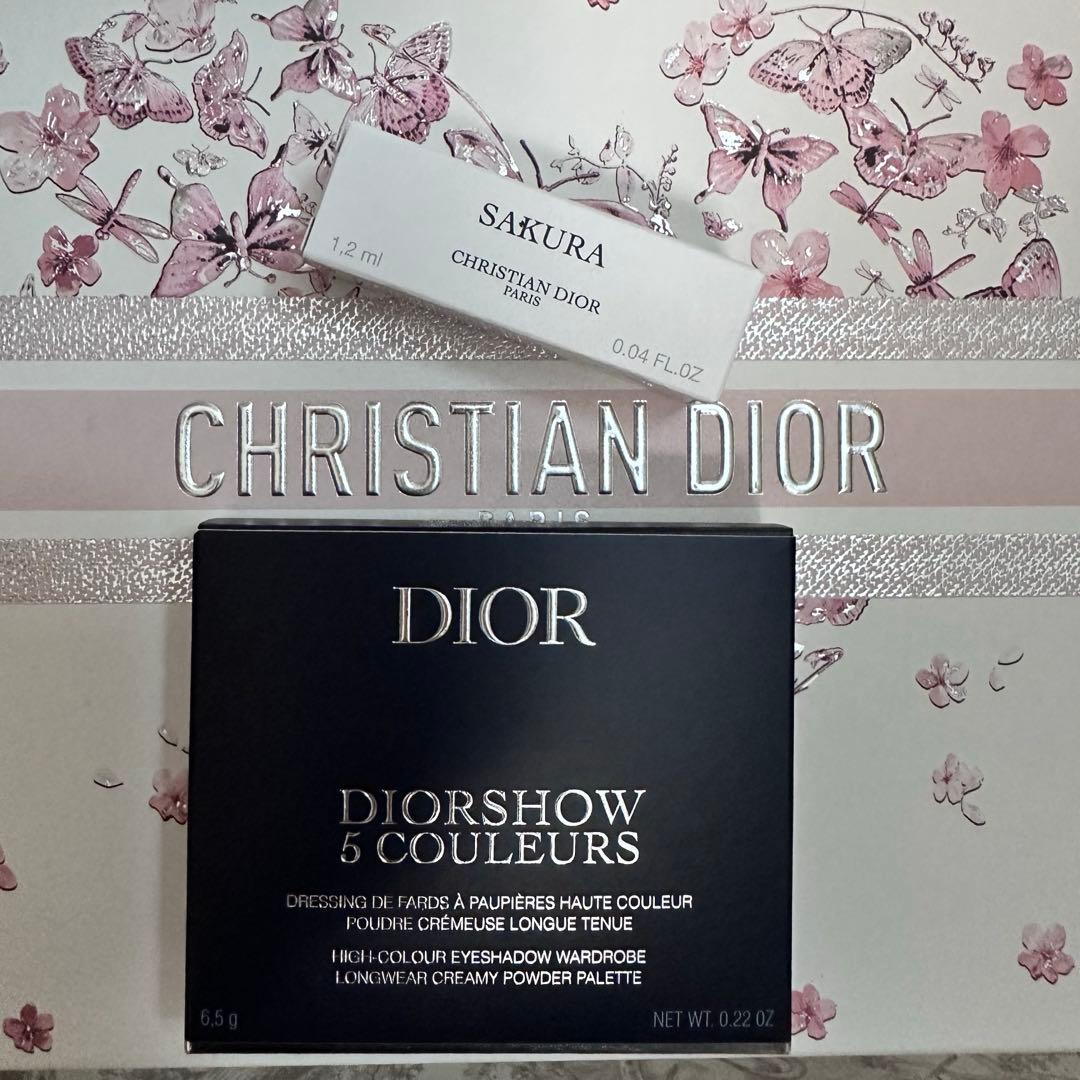 SAKURA
1,2 ml
CHRISTIAN DIOR
PARIS
0.04 FL.OZ
CHRISTIAN DIOR
PARIS
DIOR
DIORSHOW
5 COULEURS
DRESSING DE FARDS À PAUPIÈRES HAUTE COULEUR
POUDRE CRÉMEUSE LONGUE TENUE
HIGH-COLOUR EYESHADOW WARDROBE
LONGWEAR CREAMY POWDER PALETTE
6,5 g
NET WT. 0.22 OZ